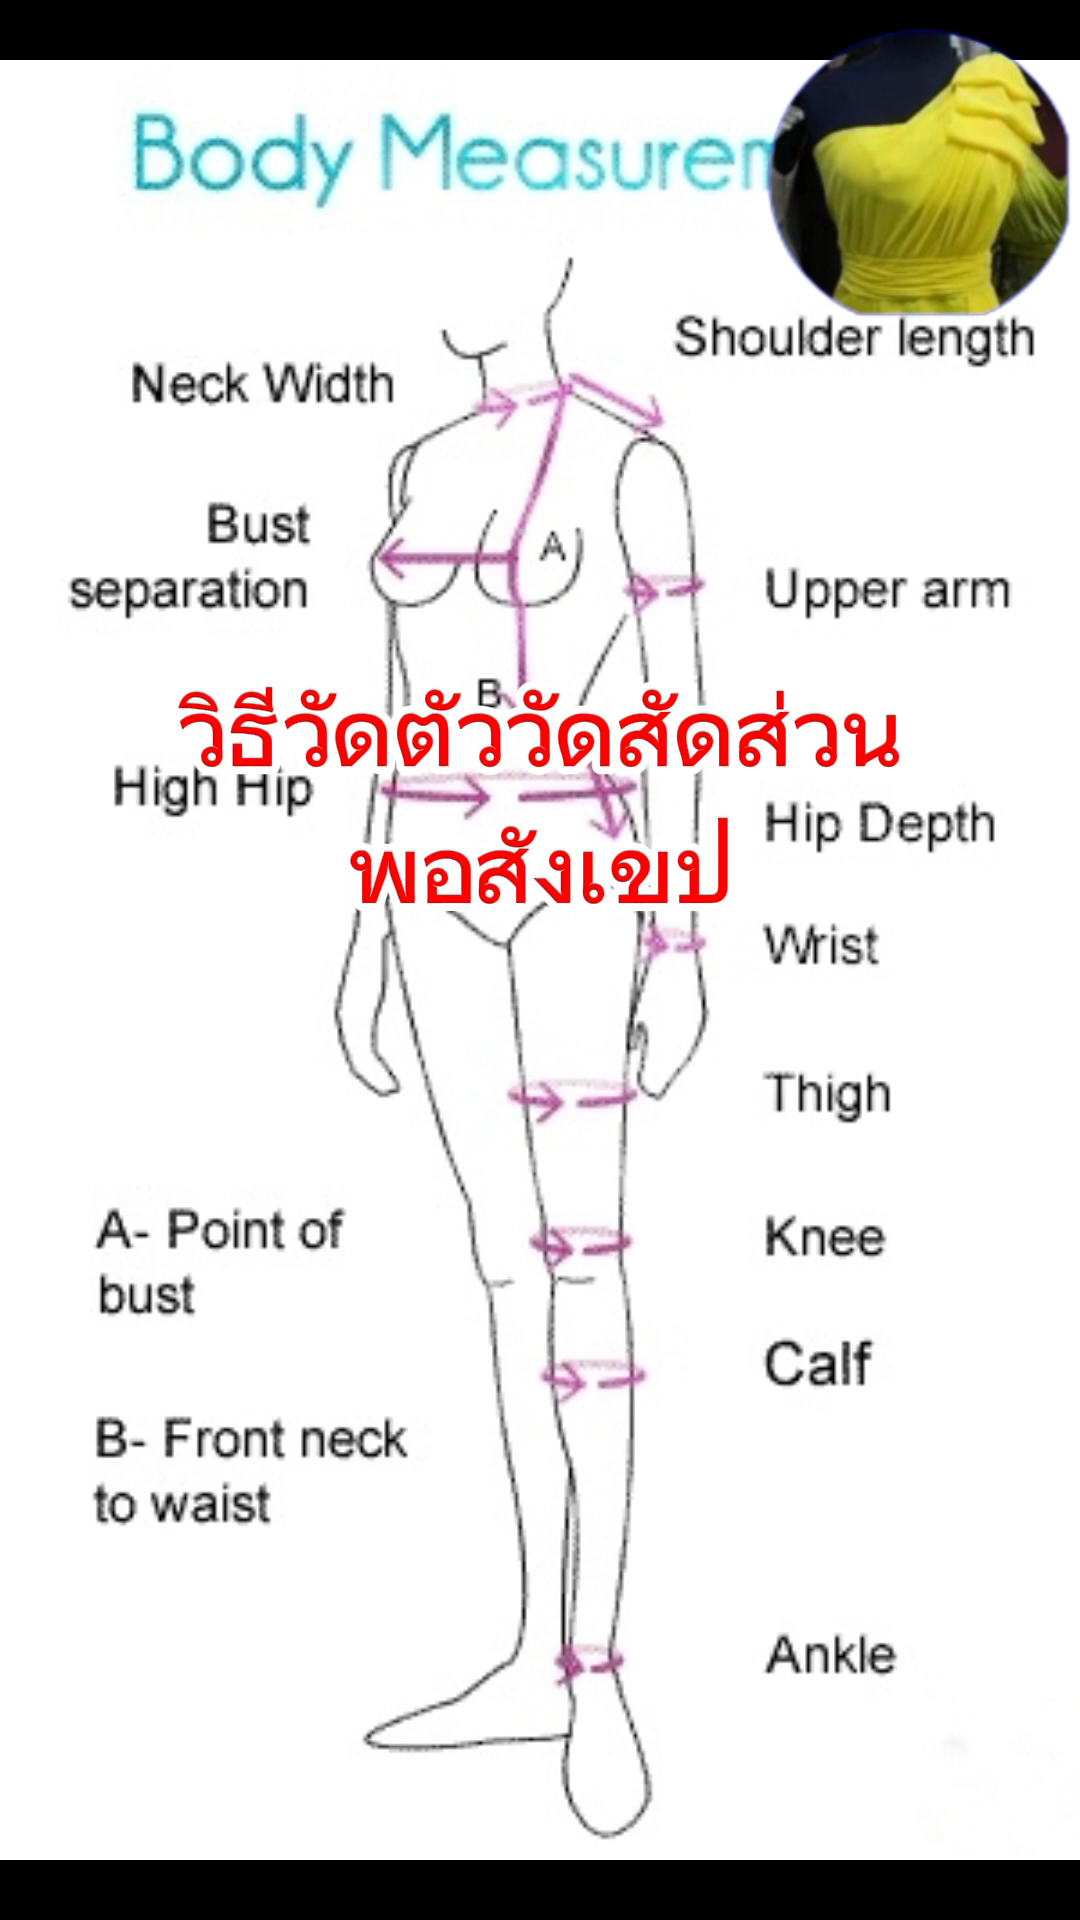 Body Measurem
Shoulder length
Neck Width
Bust
separation
A
Upper arm
B
วิธีวัดตัววัดสัดส่วน
High Hip
Hip Depth
พอสังเขป
Wrist
Thigh
A- Point of
bust
Knee
Calf
B- Front neck
to waist
Ankle